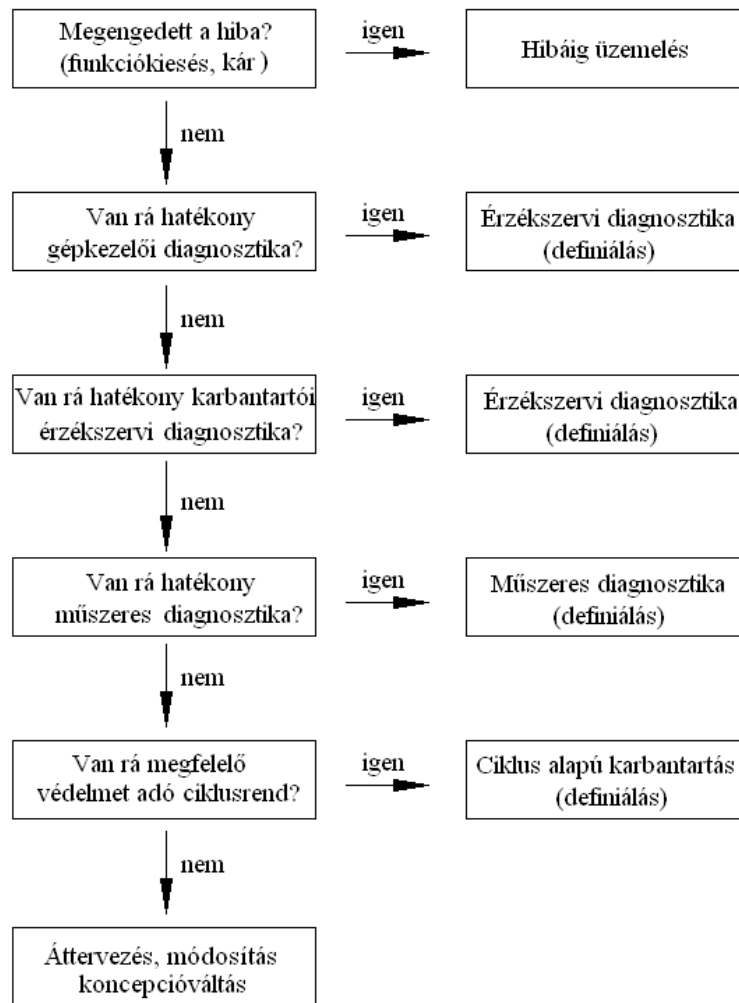 Megengedett a hiba?
(funkciókiesés, kár )
igen
Hibáig üzemelés
nem
Van rá hatékony
gépkezelői diagnosztika?
igen
Érzékszervi diagnosztika
(definiálás)
nem
Van rá hatékony karbantartói
érzékszervi diagnosztika?
igen
Érzékszervi diagnosztika
(definiálás)
nem
Van rá hatékony
műszeres diagnosztika?
igen
Műszeres diagnosztika
(definiálás)
nem
Van rá megfelelő
védelmet adó ciklusrend?
igen
Ciklus alapú karbantartás
(definiálás)
nem
Áttervezés, módosítás
koncepcióváltás